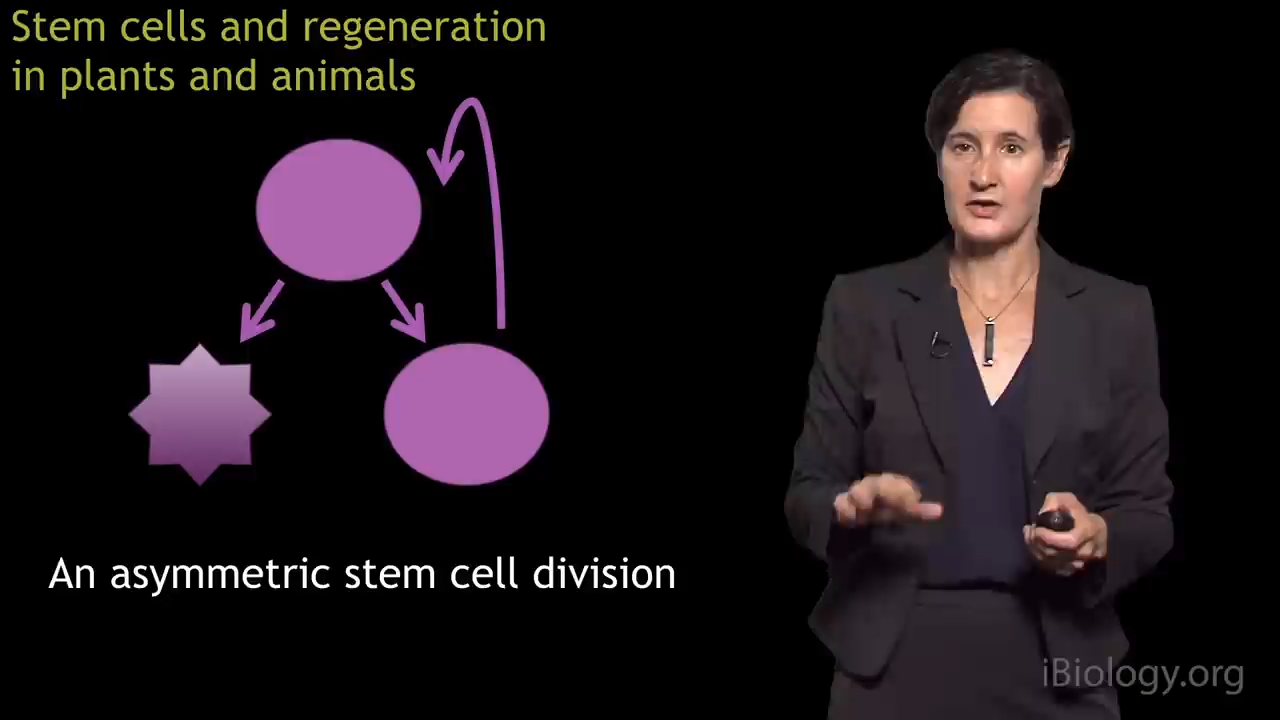 Stem cells and regeneration
in plants and animals
An asymmetric stem cell division
iBiology.org